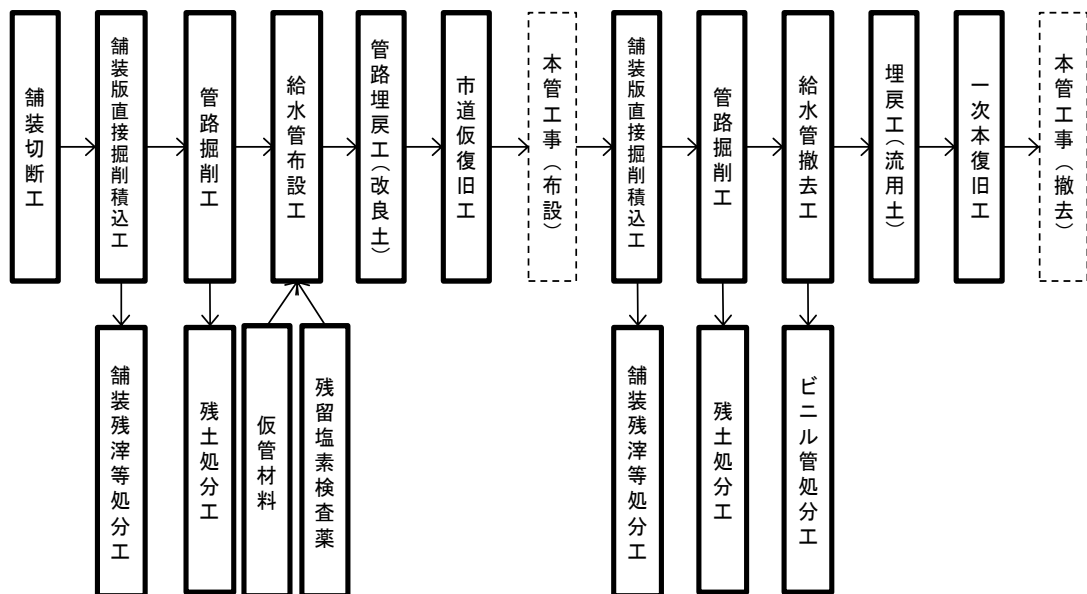 舗装切断工
舗装版直接掘削積込工
管路掘削工
給水管布設工
管路埋戻工（改良土）
市道仮復旧工
本管工事（布設）
舗装版直接掘削積込工
管路掘削工
給水管撤去工
埋戻工（流用土）
一次本復旧工
本管工事（撤去）
舗装残滓等処分工
残土処分工
仮管材料
残留塩素検査薬
舗装残滓等処分工
残土処分工
ビニル管処分工